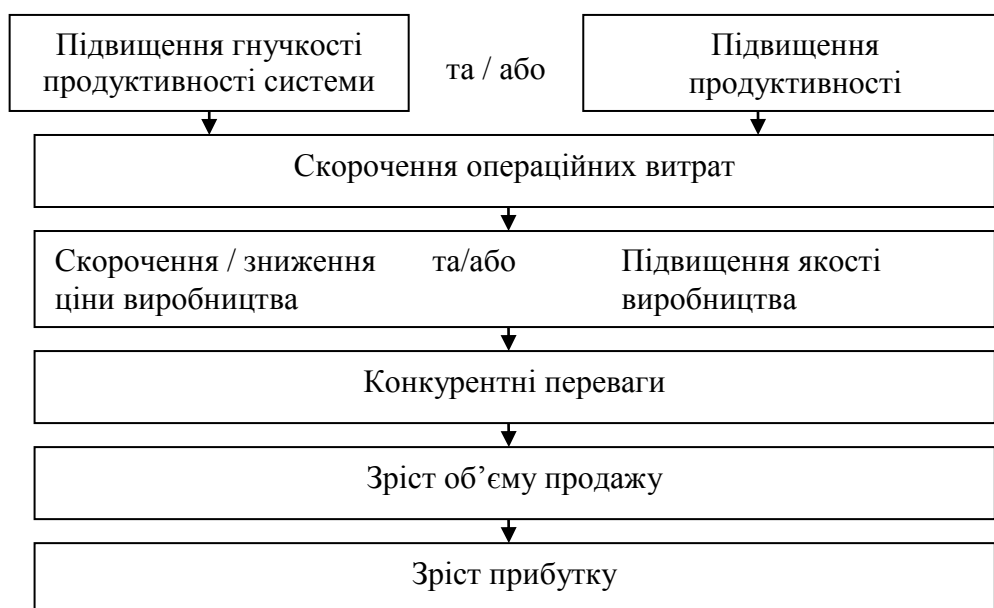 Підвищення гнучкості
продуктивності системи
та / або
Підвищення
продуктивності
Скорочення операційних витрат
Скорочення / зниження та/або Підвищення якості
ціни виробництва виробництва
Конкурентні переваги
Зріст об’єму продажу
Зріст прибутку